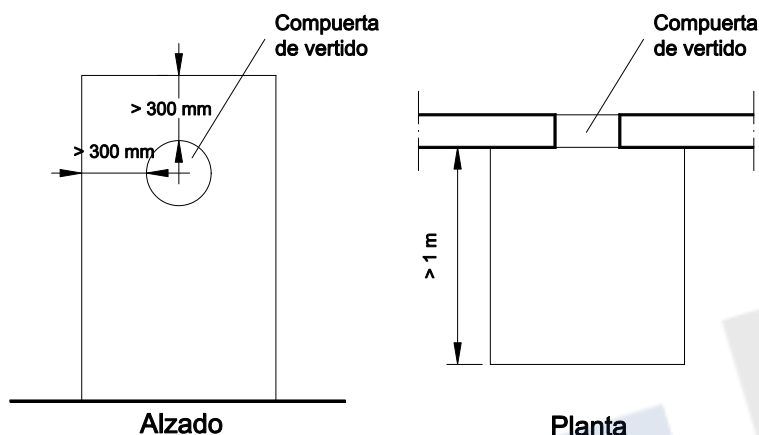 Compuerta
de vertido
> 300 mm
> 300 mm
Alzado
Compuerta
de vertido
> 1 m
Planta